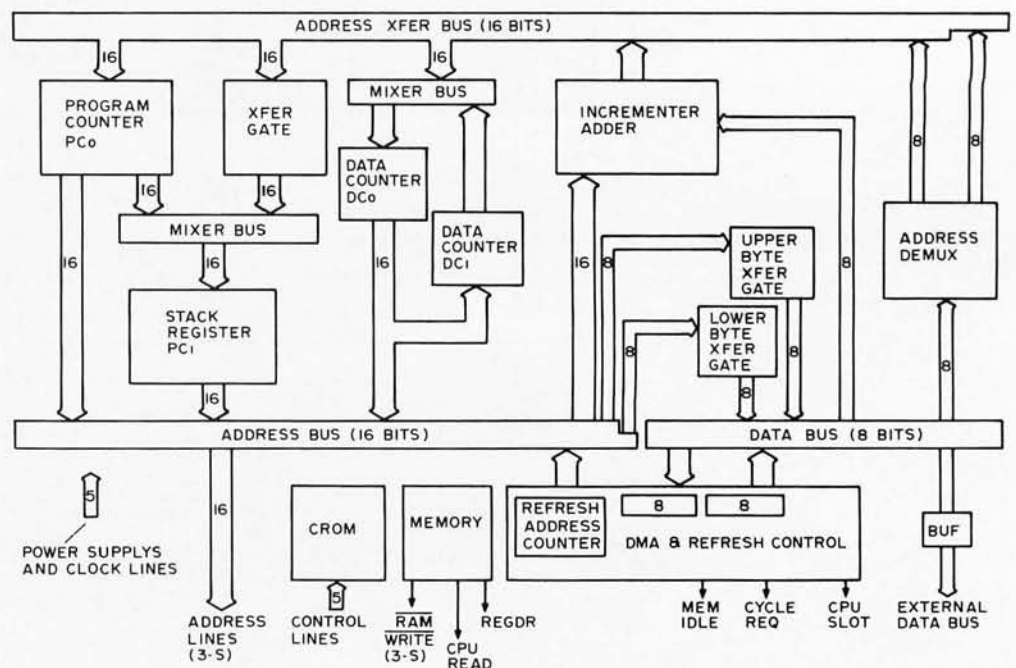 ADDRESS XFER BUS (16 BITS)
16
16
16
PROGRAM
COUNTER
PC0
XFER
GATE
MIXER BUS
INCREMENTER
ADDER
8
8
DATA
COUNTER
DC0
16
16
MIXER BUS
DATA
COUNTER
DC1
UPPER
BYTE
XFER
GATE
ADDRESS
DEMUX
16
16
16
16
8
8
STACK
REGISTER
PC1
LOWER
BYTE
XFER
GATE
8
8
8
8
16
ADDRESS BUS (16 BITS)
DATA BUS (8 BITS)
5
16
CROM
MEMORY
REFRESH
ADDRESS
COUNTER
8
8
DMA & REFRESH CONTROL
BUF
POWER SUPPLYS
AND CLOCK LINES
5
ADDRESS
LINES
(3-S)
CONTROL
LINES
RAM
WRITE
(3-S)
CPU
READ
REGDR
MEM
IDLE
CYCLE
REQ
CPU
SLOT
EXTERNAL
DATA BUS